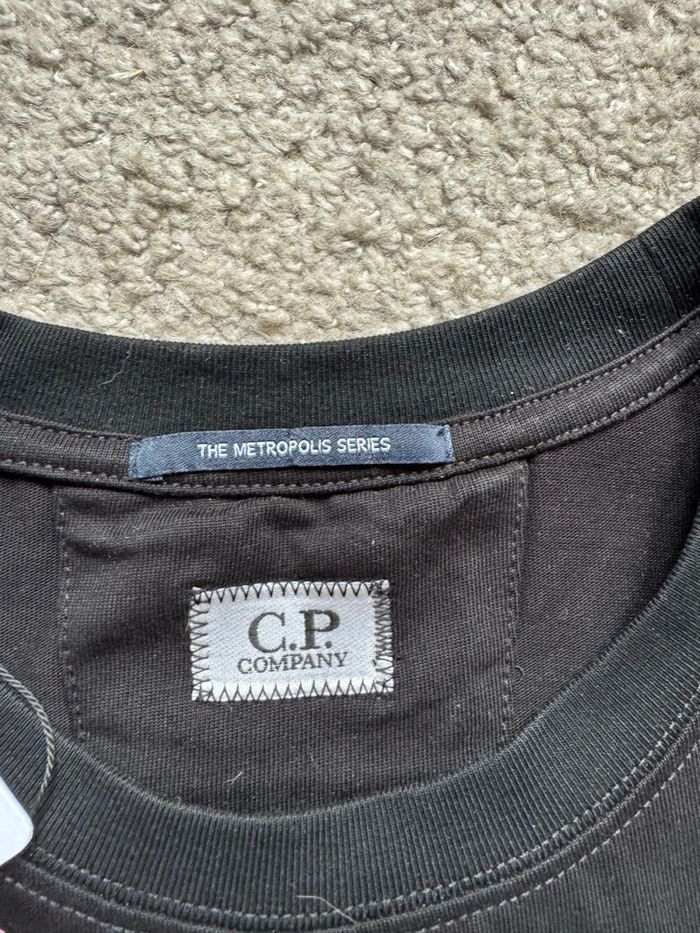 THE METROPOLIS SERIES
C.P.
COMPANY